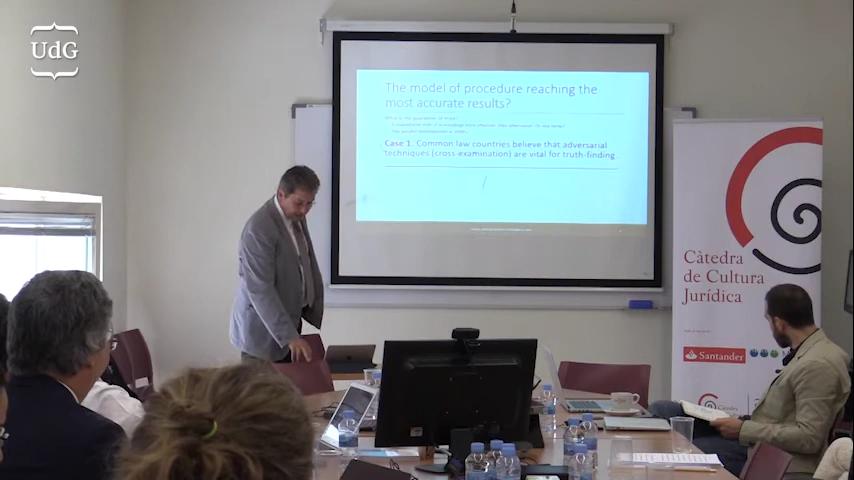 UdG
The model of procedure reaching the
most accurate results?
Case 1. Common law countries believe that adversarial
techniques (cross-examination) are vital for truth-finding.
Càtedra
de Cultura
Jurídica
Santander